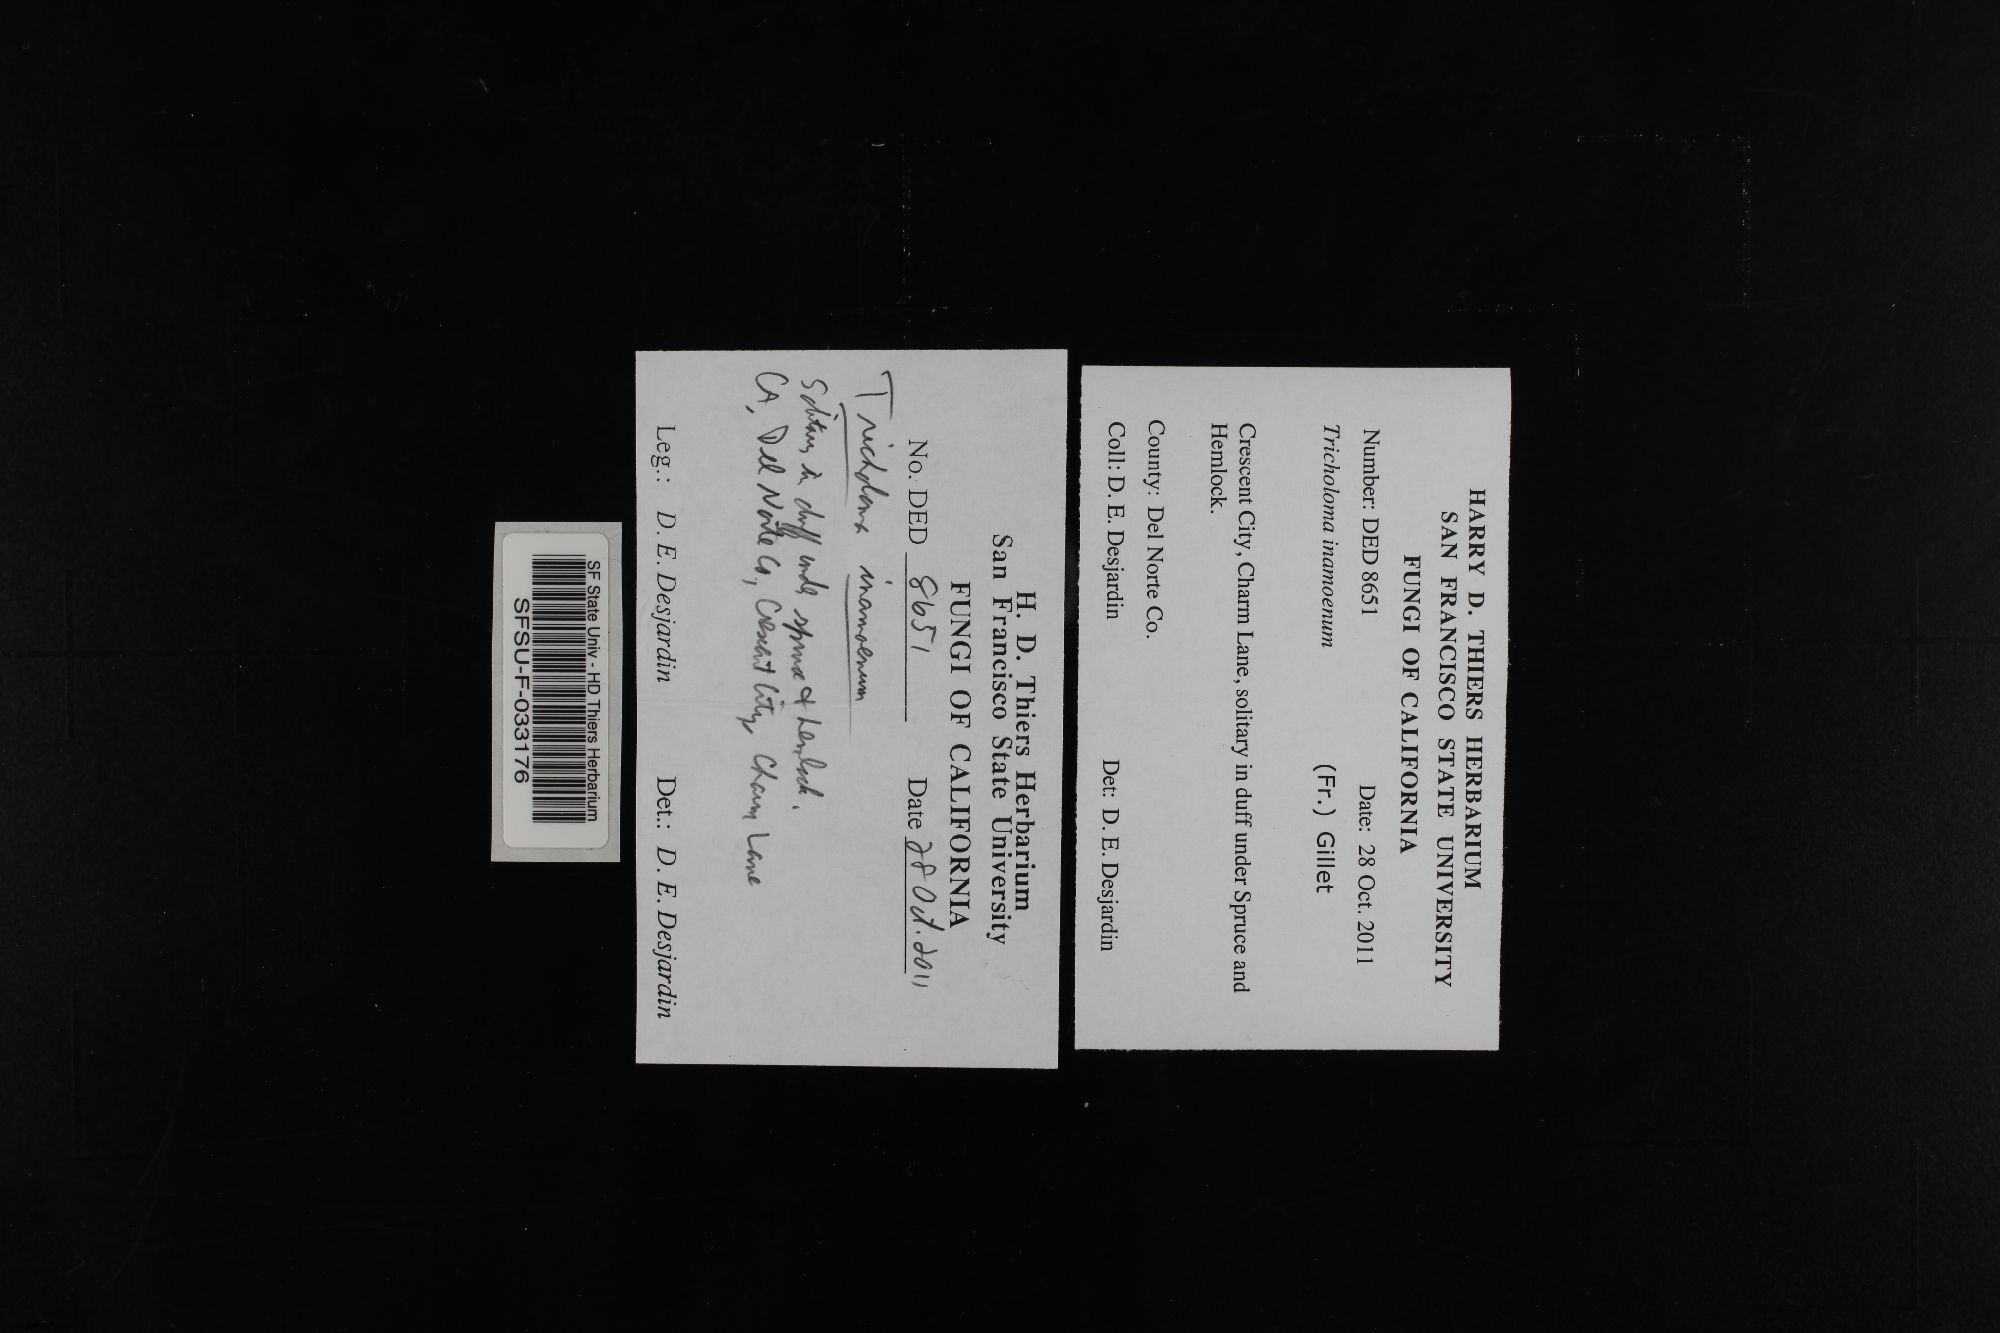 HARRY D. THIERS HERBARIUM
SAN FRANCISCO STATE UNIVERSITY
FUNGI OF CALIFORNIA
Number: DED 8651 Date: 28 Oct. 2011
Tricholoma inamoenum (Fr.) Gillet
Crescent City, Charm Lane, solitary in duff under Spruce and
Hemlock.
County: Del Norte Co.
Coll: D. E. Desjardin Det: D. E. Desjardin
H. D. Thiers Herbarium
San Francisco State University
FUNGI OF CALIFORNIA
No. DED 8651 Date 28 Oct. 2011
Tricholoma inamoenum
Solitary in duff under spruce & hemlock.
CA, Del Norte Co, Crescent City, Charm Lane
Leg.: D. E. Desjardin Det.: D. E. Desjardin
SF State Univ - HD Thiers Herbarium
SFSU-F-033176